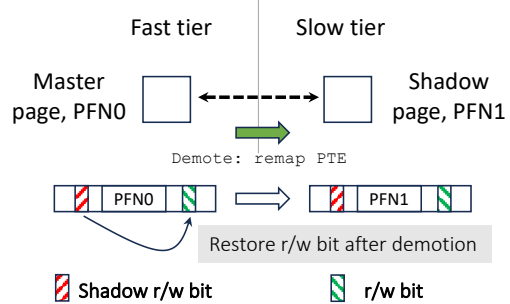 Fast tier
Slow tier
Master
page, PFN0
Shadow
page, PFN1
Demote: remap PTE
PFN0
PFN1
Restore r/w bit after demotion
Shadow r/w bit
r/w bit